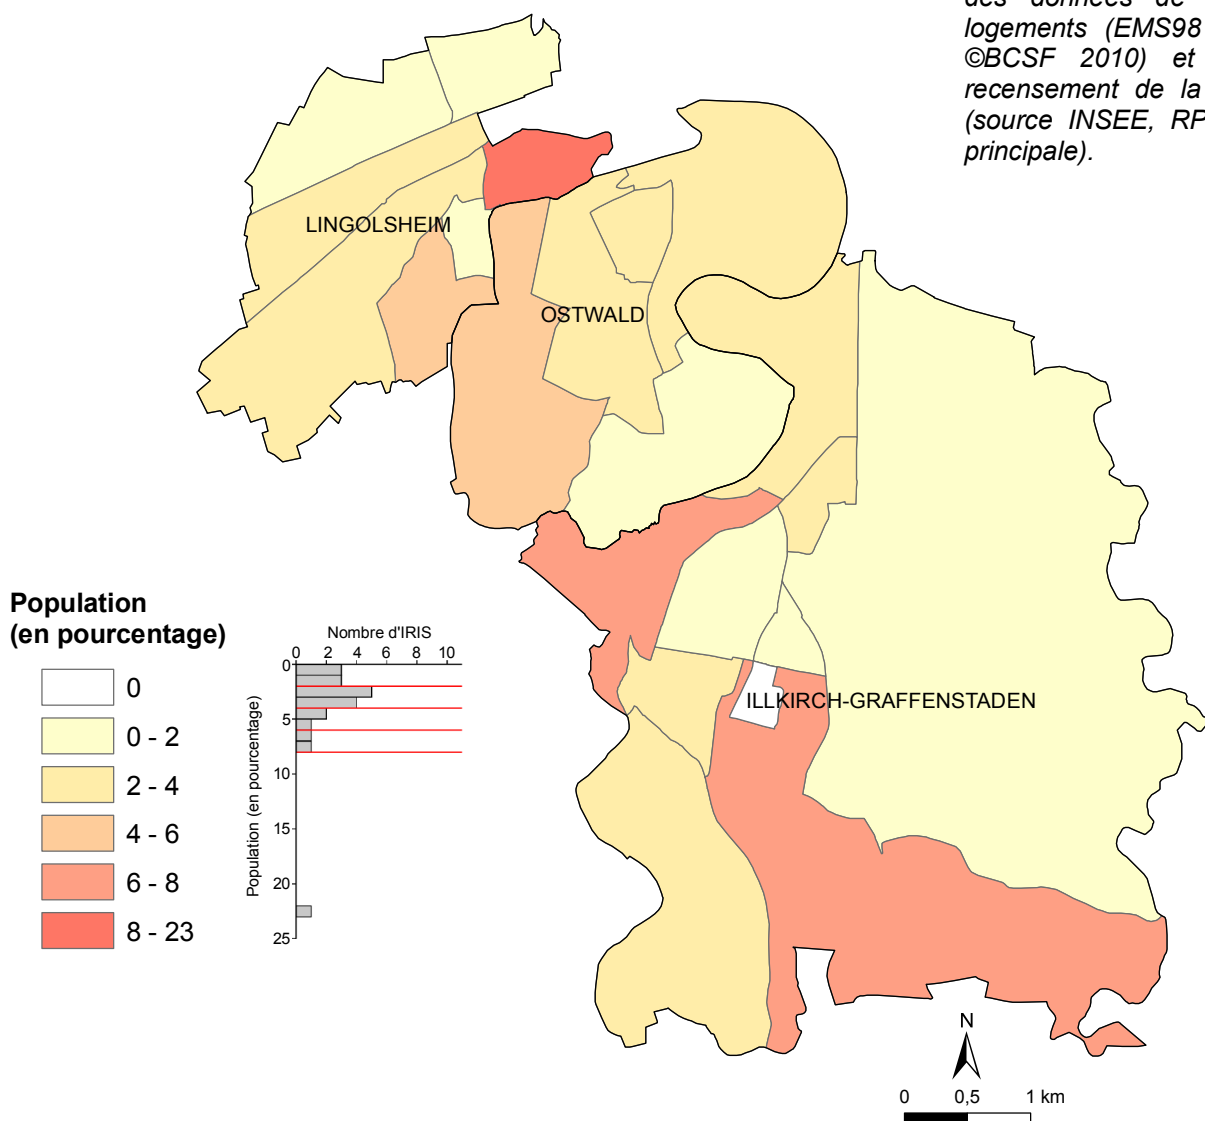 des données de
logements (EMS98
©BCSF 2010) et
recensement de la
(source INSEE, RP
principale).
LINGOLSHEIM
OSTWALD
ILLKIRCH-GRAFFENSTADEN
Population
(en pourcentage)
0
0 - 2
2 - 4
4 - 6
6 - 8
8 - 23
Nombre d'IRIS
0 2 4 6 8 10
Population (en pourcentage)
0
5
10
15
20
25
N
0 0,5 1 km